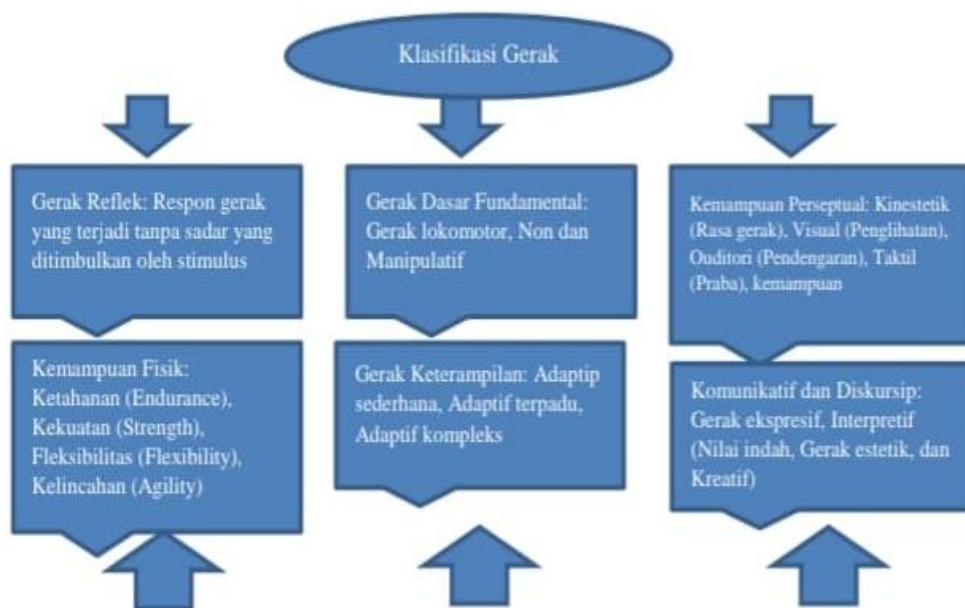 Klasifikasi Gerak
Gerak Reflek: Respon gerak
yang terjadi tanpa sadar yang
ditimbulkan oleh stimulus
Gerak Dasar Fundamental:
Gerak lokomotor, Non dan
Manipulatif
Kemampuan Perseptual: Kinestetik
(Rasa gerak), Visual (Penglihatan),
Ouditori (Pendengaran), Taktil
(Praba), kemampuan
Kemampuan Fisik:
Ketahanan (Endurance),
Kekuatan (Strength),
Fleksibilitas (Flexibility),
Kelincahan (Agility)
Gerak Keterampilan: Adaptip
sederhana, Adaptif terpadu,
Adaptif kompleks
Komunikatif dan Diskursip:
Gerak ekspresif, Interpretif
(Nilai indah, Gerak estetik, dan
Kreatif)